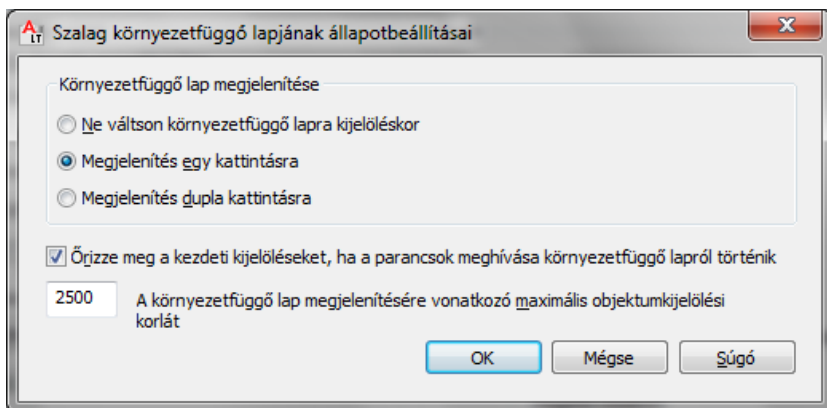 A LT Szalag környezetfüggő lapjának állapotbeállításai
Környezetfüggő lap megjelenítése
Ne váltson környezetfüggő lapra kijelöléskor
Megjelenítés egy kattintásra
Megjelenítés dupla kattintásra
Őrizze meg a kezdeti kijelöléseket, ha a parancsok meghívása környezetfüggő lapról történik
2500 A környezetfüggő lap megjelenítésére vonatkozó maximális objektumkijelölési
korlát
OK Mégse Súgó